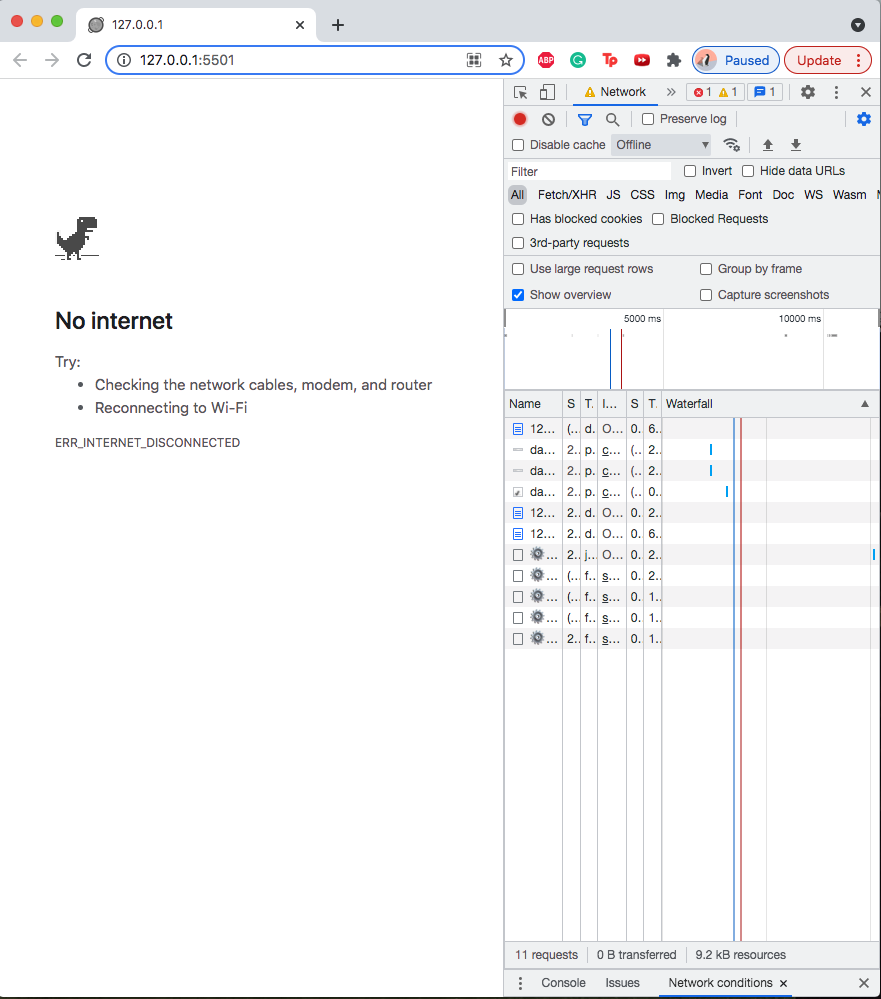 127.0.0.1
127.0.0.1:5501
ABP
G
Tp
Paused
Update
No internet
Try:
• Checking the network cables, modem, and router
• Reconnecting to Wi-Fi
ERR_INTERNET_DISCONNECTED
Network » 1 1 1
Preserve log
Disable cache Offline
Filter Invert Hide data URLs
All Fetch/XHR JS CSS Img Media Font Doc WS Wasm
Has blocked cookies Blocked Requests
3rd-party requests
Use large request rows Group by frame
Show overview Capture screenshots
5000 ms 10000 ms
Name S T. I... S T. Waterfall
12... (... d. O... 0. 6..
da... 2.. p. c... (.. 2..
da... 2.. p. c... (.. 2..
da... 2.. p. c... (.. 0..
12... 2.. d. O... 0. 2..
12... 2.. d. O... 0. 6..
... 2.. j... O... 0. 2..
... (... f.. s... 0. 2..
... (... f.. s... 0. 1..
... (... f.. s... 0. 1..
... 2.. f.. s... 0. 1..
11 requests 0 B transferred 9.2 kB resources
Console Issues Network conditions